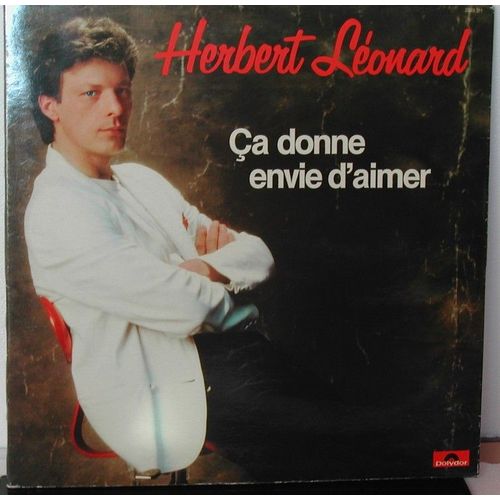 Herbert Léonard
Ça donne
envie d'aimer
Polydor